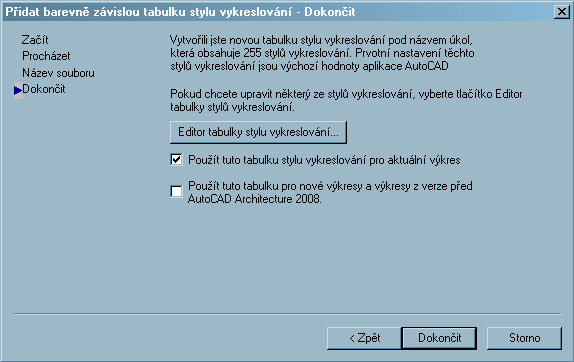 Přidat barevně závislou tabulku stylu vykreslování - Dokončit
Začít
Procházet
Název souboru
Dokončit
Vytvořili jste novou tabulku stylu vykreslování pod názvem úkol,
která obsahuje 255 stylů vykreslování. Prvotní nastavení těchto
stylů vykreslování jsou výchozí hodnoty aplikace AutoCAD
Pokud chcete upravit některý ze stylů vykreslování, vyberte tlačítko Editor
tabulky stylu vykreslování.
Editor tabulky stylu vykreslování...
Použít tuto tabulku stylu vykreslování pro aktuální výkres
Použít tuto tabulku pro nové výkresy a výkresy z verze před
AutoCAD Architecture 2008.
< Zpět
Dokončit
Storno